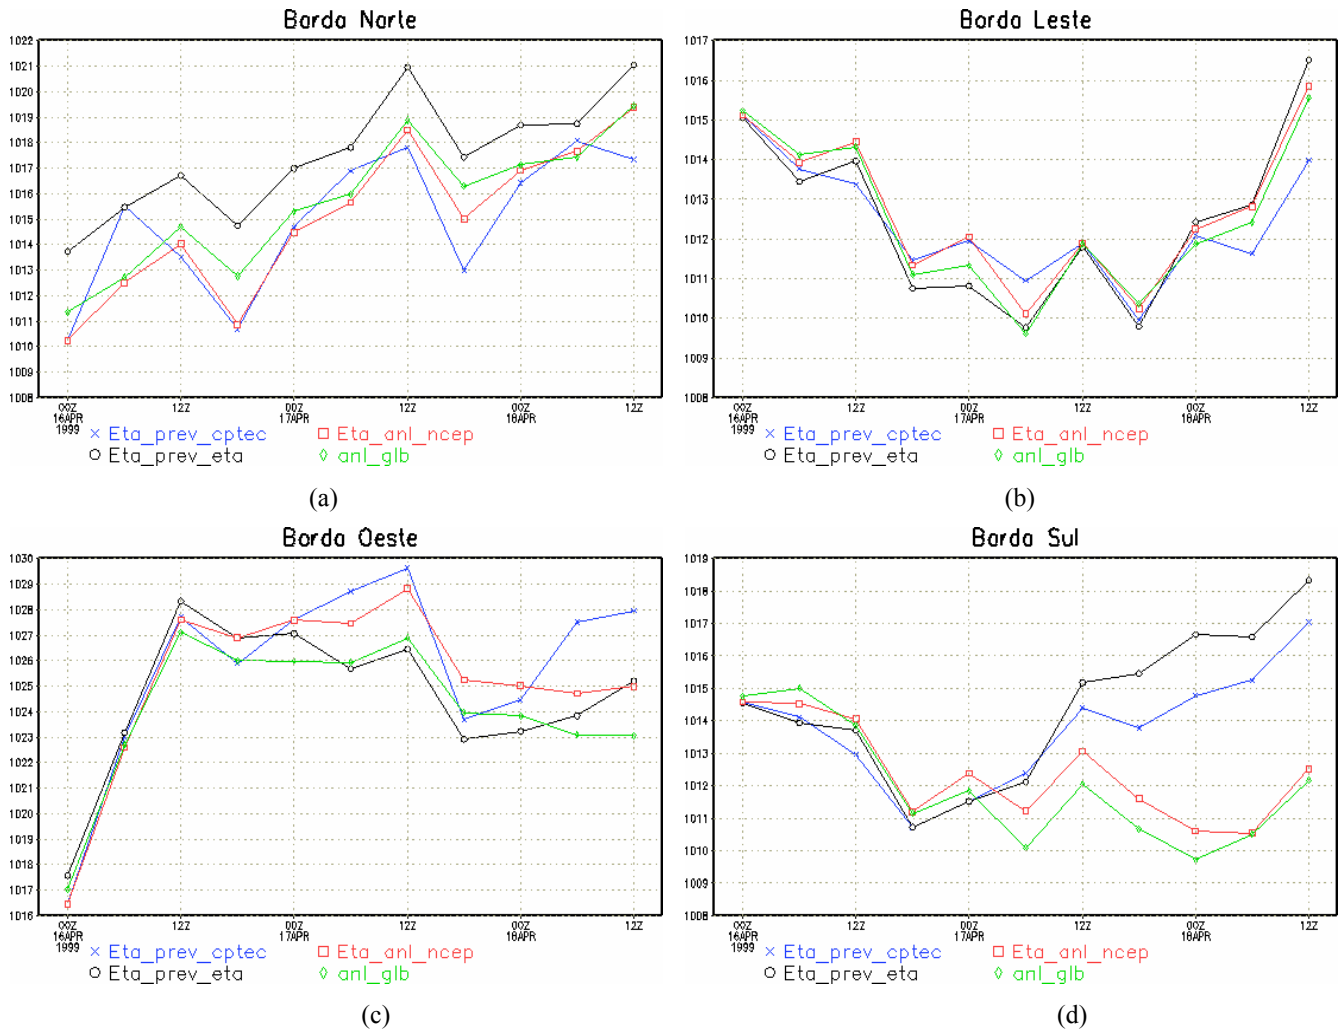 Borda Norte
1022
1021
1020
1019
1018
1017
1016
1015
1014
1013
1012
1011
1010
1009
1008
00Z 12Z 00Z 12Z 00Z 12Z
16APR 17APR 18APR
1999
Eta_prev_cptec Eta_anl_ncep
Eta_prev_eta anl_glb
(a)
Borda Leste
1017
1016
1015
1014
1013
1012
1011
1010
1009
1008
00Z 12Z 00Z 12Z 00Z 12Z
16APR 17APR 18APR
1999
Eta_prev_cptec Eta_anl_ncep
Eta_prev_eta anl_glb
(b)
Borda Oeste
1030
1029
1028
1027
1026
1025
1024
1023
1022
1021
1020
1019
1018
1017
1016
00Z 12Z 00Z 12Z 00Z 12Z
16APR 17APR 18APR
1999
Eta_prev_cptec Eta_anl_ncep
Eta_prev_eta anl_glb
(c)
Borda Sul
1019
1018
1017
1016
1015
1014
1013
1012
1011
1010
1009
1008
00Z 12Z 00Z 12Z 00Z 12Z
16APR 17APR 18APR
1999
Eta_prev_cptec Eta_anl_ncep
Eta_prev_eta anl_glb
(d)